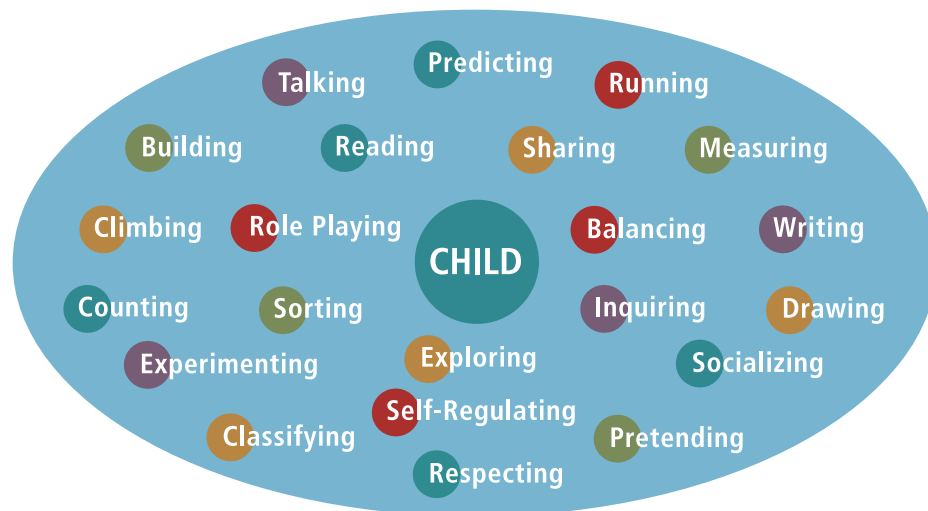 Predicting
Talking
Running
Building
Reading
Sharing
Measuring
Climbing
Role Playing
Balancing
Writing
CHILD
Counting
Sorting
Inquiring
Drawing
Experimenting
Exploring
Socializing
Self-Regulating
Classifying
Pretending
Respecting